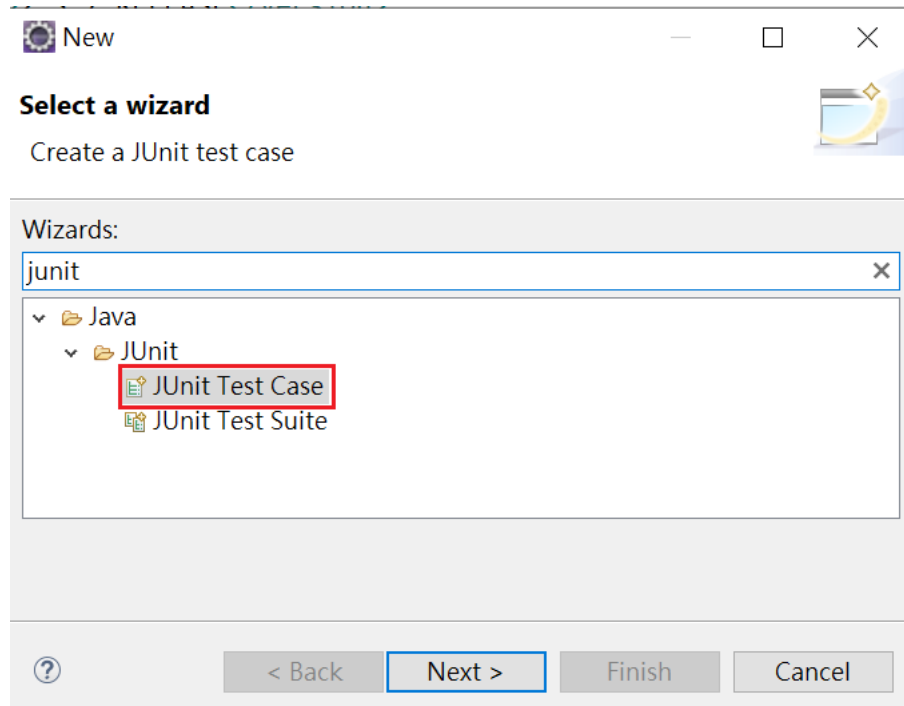 New
Select a wizard
Create a JUnit test case
Wizards:
junit
Java
JUnit
JUnit Test Case
JUnit Test Suite
< Back Next > Finish Cancel